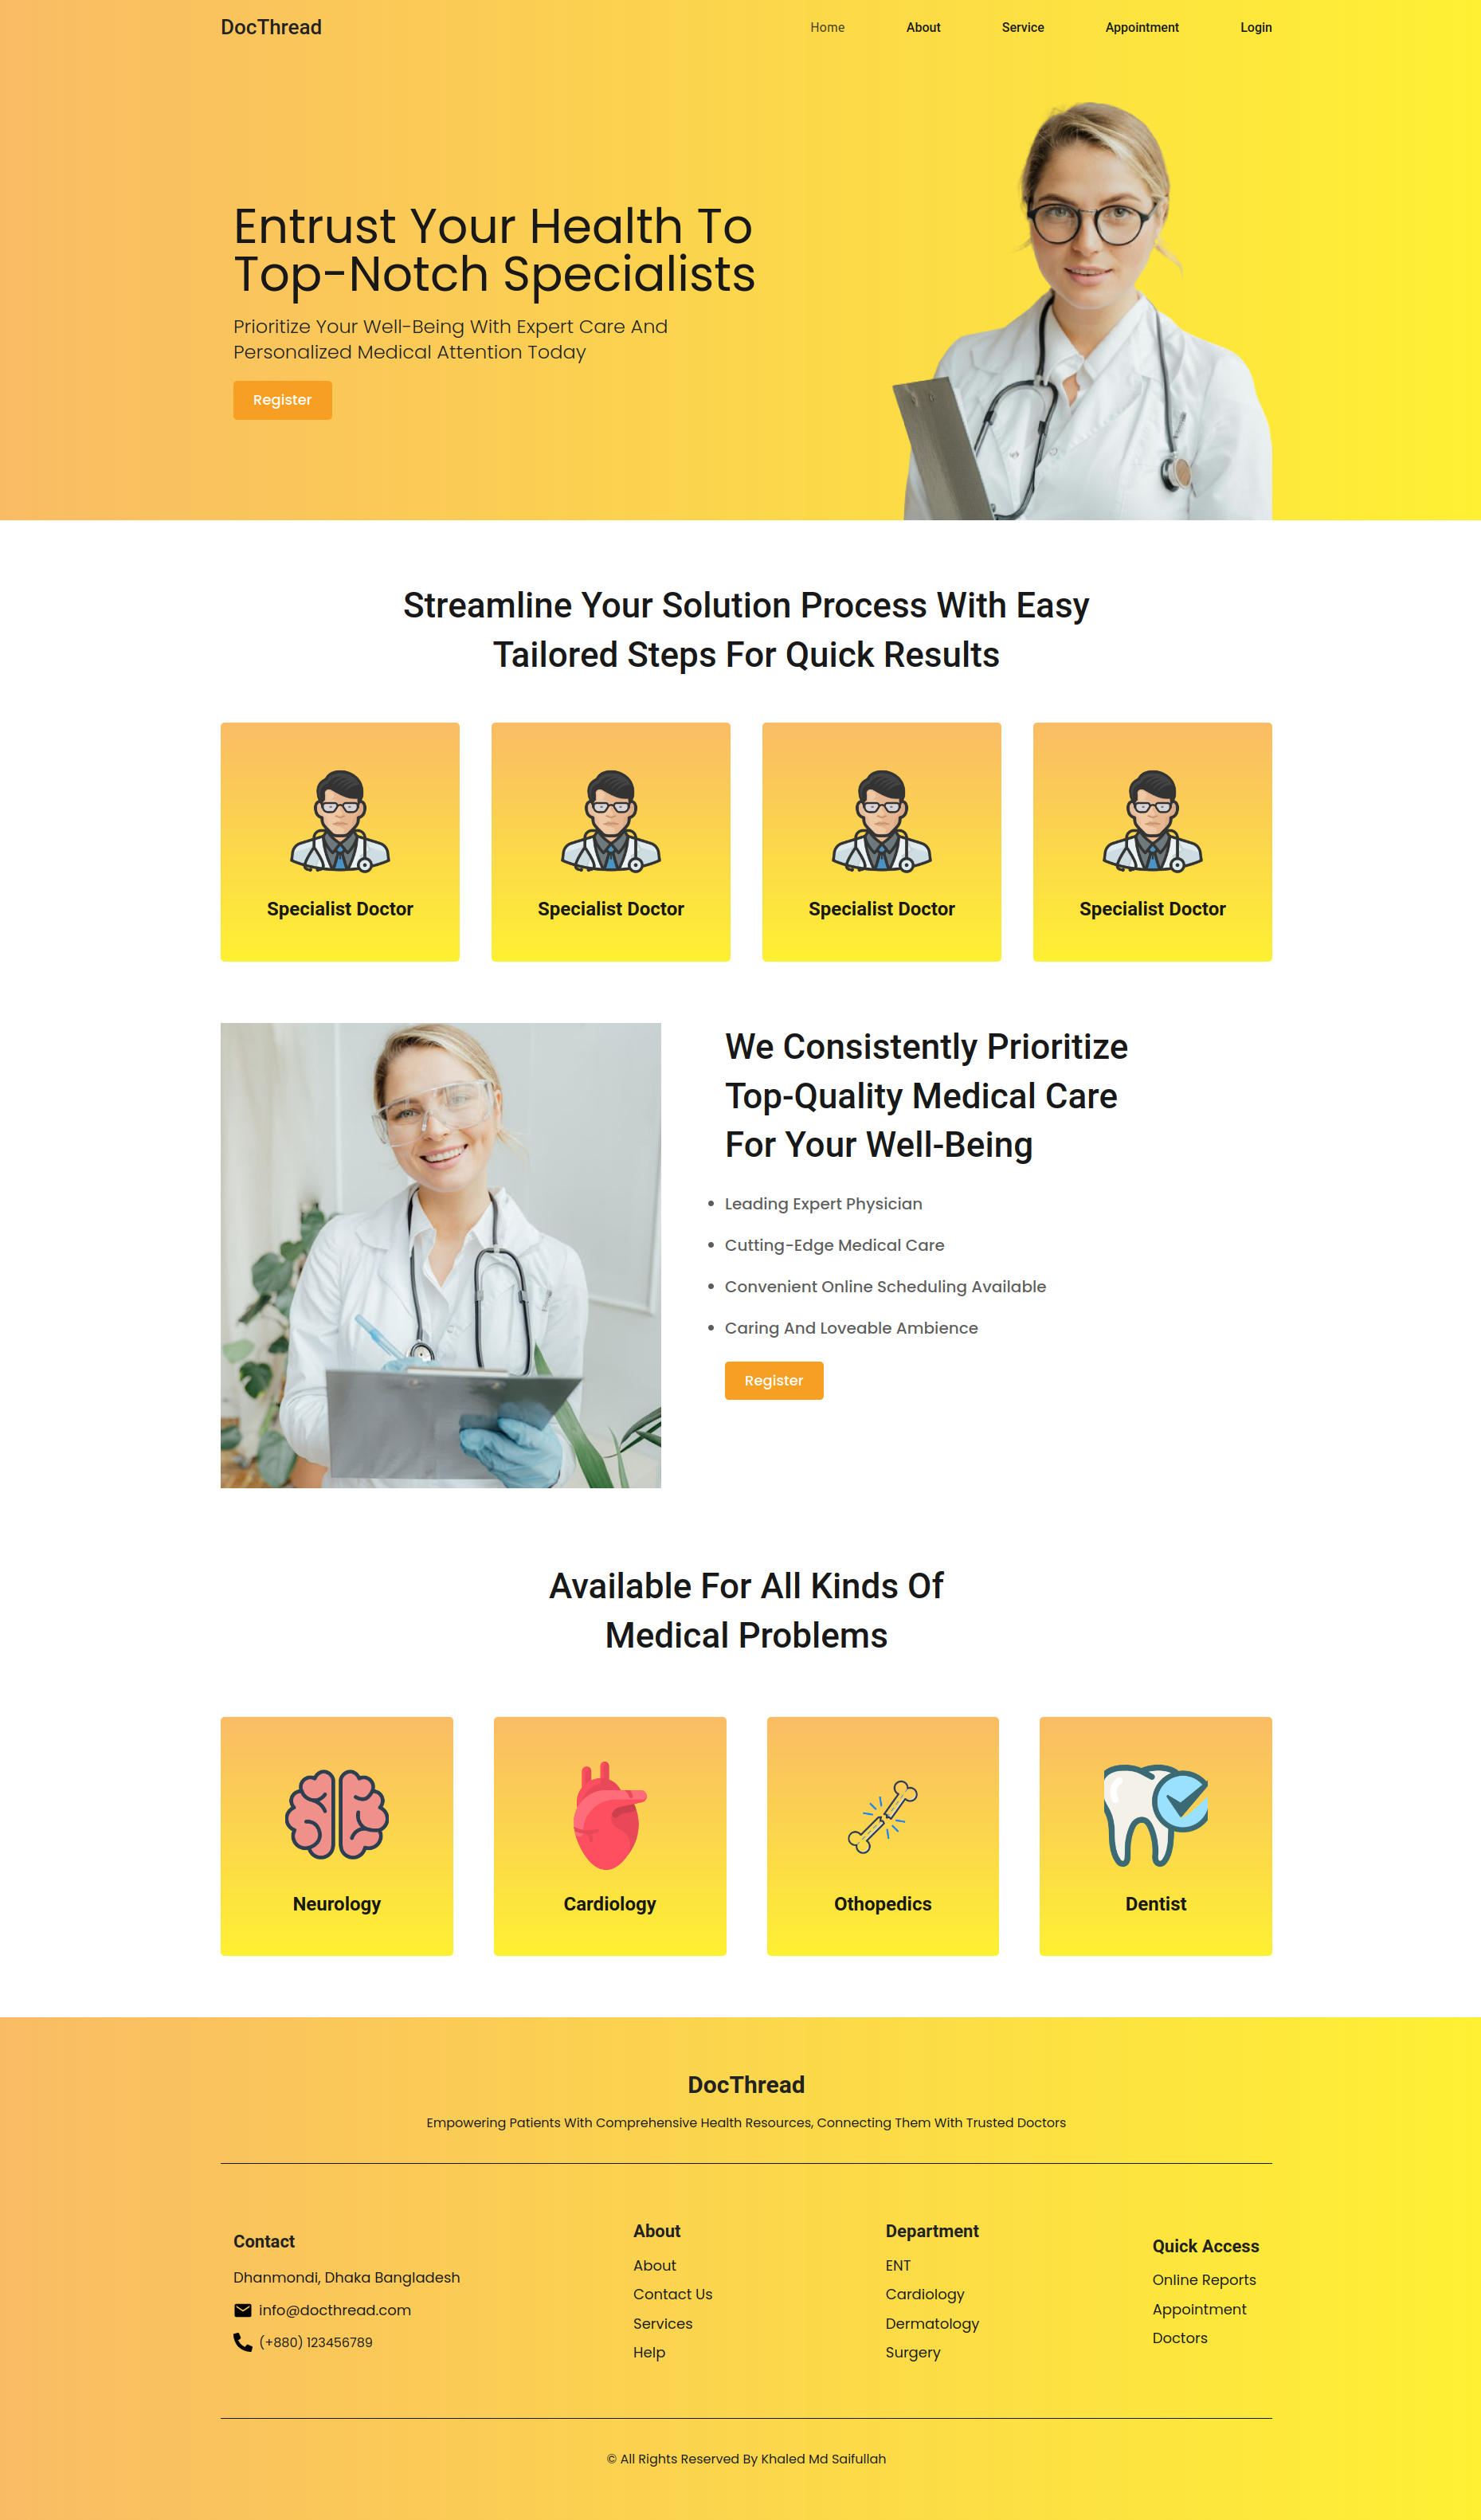 DocThread
Home
About
Service
Appointment
Login
Entrust Your Health To
Top-Notch Specialists
Prioritize Your Well-Being With Expert Care And
Personalized Medical Attention Today
Register
Streamline Your Solution Process With Easy
Tailored Steps For Quick Results
Specialist Doctor
Specialist Doctor
Specialist Doctor
Specialist Doctor
We Consistently Prioritize
Top-Quality Medical Care
For Your Well-Being
• Leading Expert Physician
• Cutting-Edge Medical Care
• Convenient Online Scheduling Available
• Caring And Loveable Ambience
Register
Available For All Kinds Of
Medical Problems
Neurology
Cardiology
Othopedics
Dentist
DocThread
Empowering Patients With Comprehensive Health Resources, Connecting Them With Trusted Doctors
Contact
Dhanmondi, Dhaka Bangladesh
info@docthread.com
(+880) 123456789
About
About
Contact Us
Services
Help
Department
ENT
Cardiology
Dermatology
Surgery
Quick Access
Online Reports
Appointment
Doctors
© All Rights Reserved By Khaled Md Saifullah